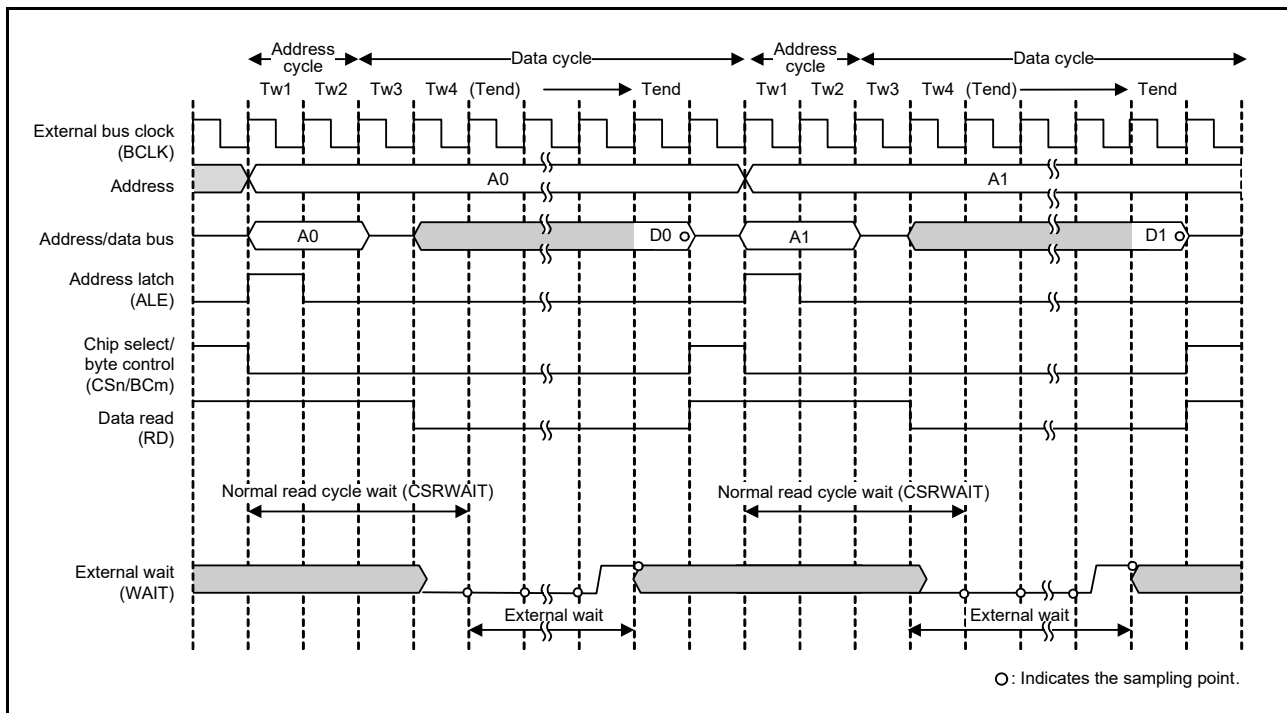 Address
cycle
Data cycle
Address
cycle
Data cycle
Tw1 Tw2 Tw3 Tw4 (Tend) Tend Tw1 Tw2 Tw3 Tw4 (Tend) Tend
External bus clock
(BCLK)
Address
A0 A1
Address/data bus
A0 D0 A1 D1
Address latch
(ALE)
Chip select/
byte control
(CSn/BCm)
Data read
(RD)
Normal read cycle wait (CSRWAIT) Normal read cycle wait (CSRWAIT)
External wait
(WAIT)
External wait External wait
: Indicates the sampling point.